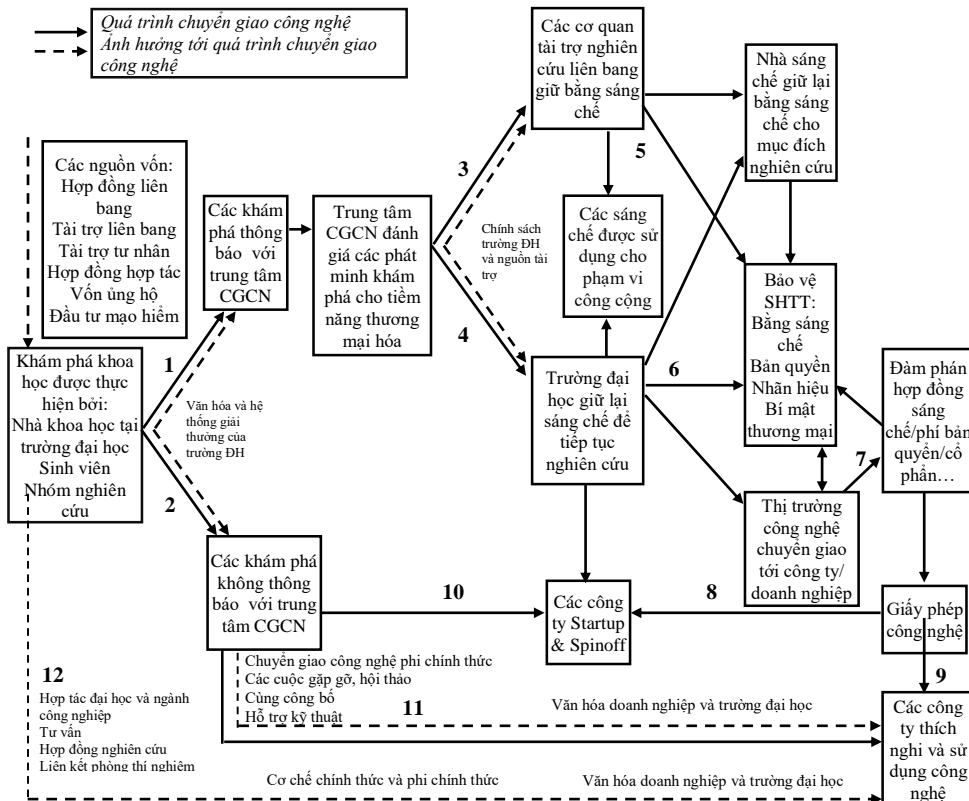 Quá trình chuyển giao công nghệ
Ảnh hưởng tới quá trình chuyển giao
công nghệ
Các cơ quan
tài trợ nghiên
cứu liên bang
giữ bằng sáng
chế
Nhà sáng
chế giữ lại
bằng sáng
chế cho
mục đích
nghiên cứu
Các nguồn vốn:
Hợp đồng liên
bang
Tài trợ liên bang
Tài trợ tư nhân
Hợp đồng hợp tác
Vốn ủng hộ
Đầu tư mạo hiểm
Các khám
phá thông
báo với
trung tâm
CGCN
Trung tâm
CGCN đánh
giá các phát
minh khám
phá cho tiềm
năng thương
mại hóa
3
4
Chính sách
trường ĐH
và nguồn tài
trợ
5
Các sáng
chế được sử
dụng cho
phạm vi
công cộng
Bảo vệ
SHTT:
Bằng sáng
chế
Bản quyền
Nhãn hiệu
Bí mật
thương mại
Khám phá khoa
học được thực
hiện bởi:
Nhà khoa học tại
trường đại học
Sinh viên
Nhóm nghiên
cứu
1
Văn hóa và hệ
thống giải
thưởng của
trường ĐH
2
Trường đại
học giữ lại
sáng chế để
tiếp tục
nghiên cứu
6
Đàm phán
hợp đồng
sáng
chế/phí bản
quyền/cổ
phần…
7
Thị trường
công nghệ
chuyển giao
tới công ty/
doanh nghiệp
Các khám phá
không thông
báo với trung
tâm CGCN
10
Các công
ty Startup
& Spinoff
8
Giấy phép
công nghệ
9
12
Hợp tác đại học và ngành
công nghiệp
Tư vấn
Hợp đồng nghiên cứu
Liên kết phòng thí nghiệm
Chuyển giao công nghệ phi chính thức
Các cuộc gặp gỡ, hội thảo
Cùng công bố
Hỗ trợ kỹ thuật
11
Văn hóa doanh nghiệp và trường đại học
Các công
ty thích
nghi và sử
dụng công
nghệ
Cơ chế chính thức và phi chính thức
Văn hóa doanh nghiệp và trường đại học